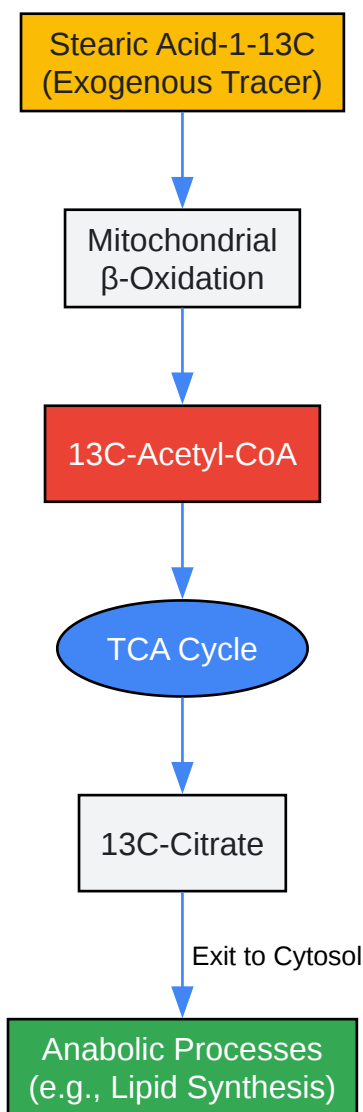 Stearic Acid-1-13C
(Exogenous Tracer)
Mitochondrial
β-Oxidation
13C-Acetyl-CoA
TCA Cycle
13C-Citrate
Exit to Cytosol
Anabolic Processes
(e.g., Lipid Synthesis)